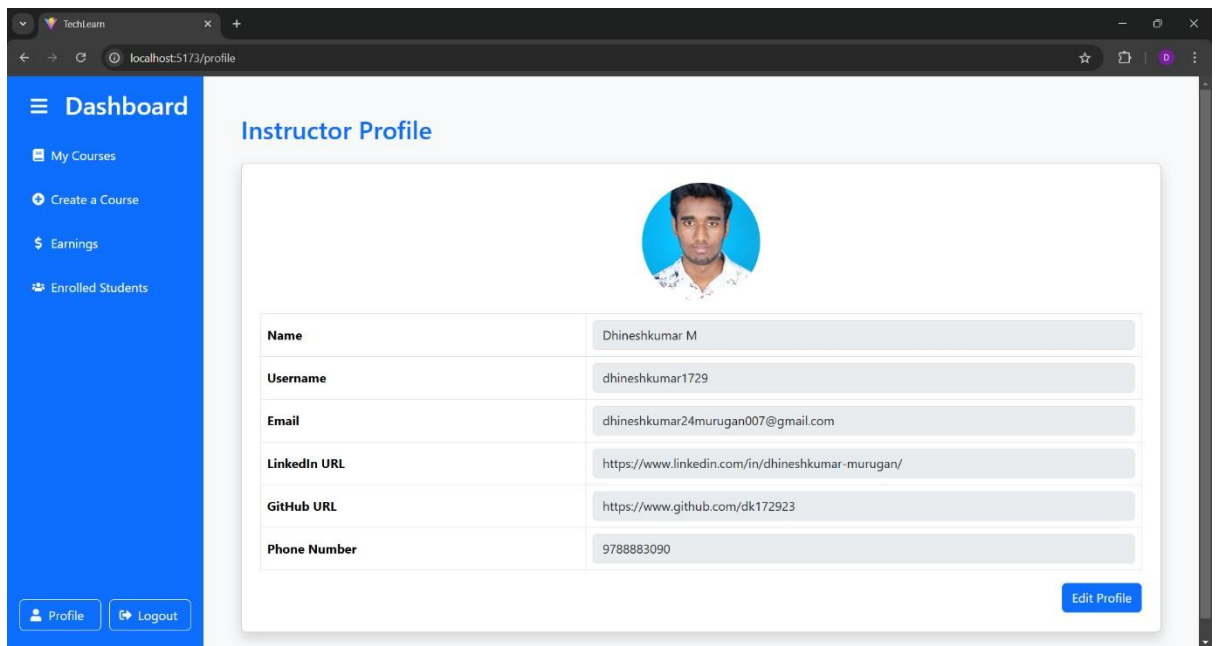 TechLearn
localhost:5173/profile
D
Dashboard
My Courses
Create a Course
$ Earnings
Enrolled Students
Profile
Logout
Instructor Profile
Name Dhineshkumar M
Username dhineshkumar1729
Email dhineshkumar24murugan007@gmail.com
LinkedIn URL https://www.linkedin.com/in/dhineshkumar-murugan/
GitHub URL https://www.github.com/dk172923
Phone Number 9788883090
Edit Profile